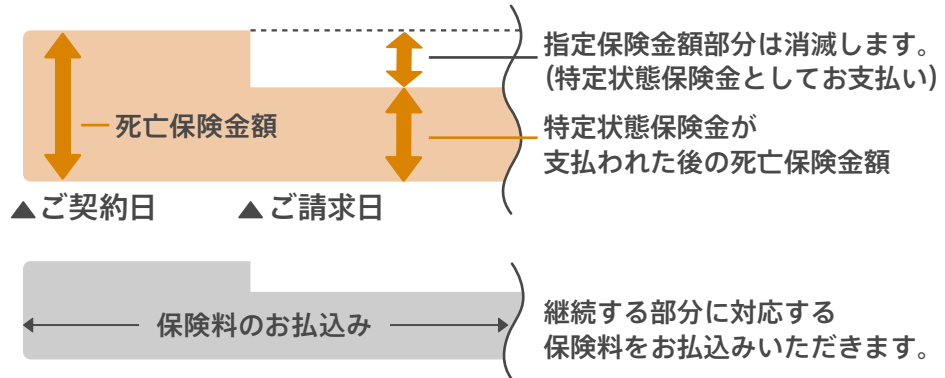 指定保険金額部分は消滅します。
(特定状態保険金としてお支払い)
死亡保険金額
特定状態保険金が
支払われた後の死亡保険金額
▲ご契約日
▲ご請求日
保険料のお払込み
継続する部分に対応する
保険料をお払込みいただきます。